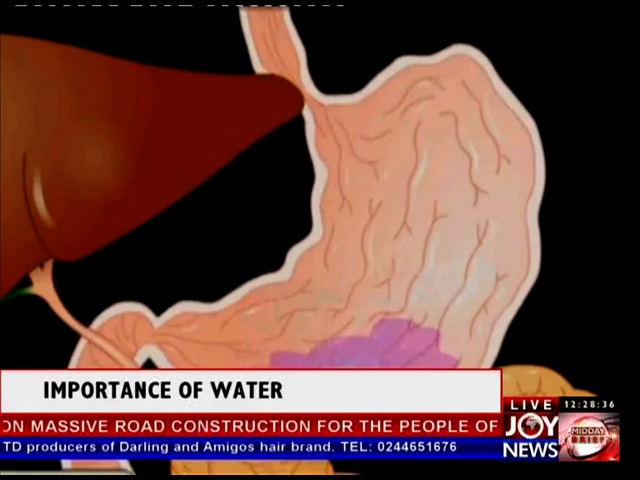 IMPORTANCE OF WATER
LIVE 12:28:36
ON MASSIVE ROAD CONSTRUCTION FOR THE PEOPLE OF
JOY
NEWS
MIDDAY
BRIEF
TD producers of Darling and Amigos hair brand. TEL: 0244651676